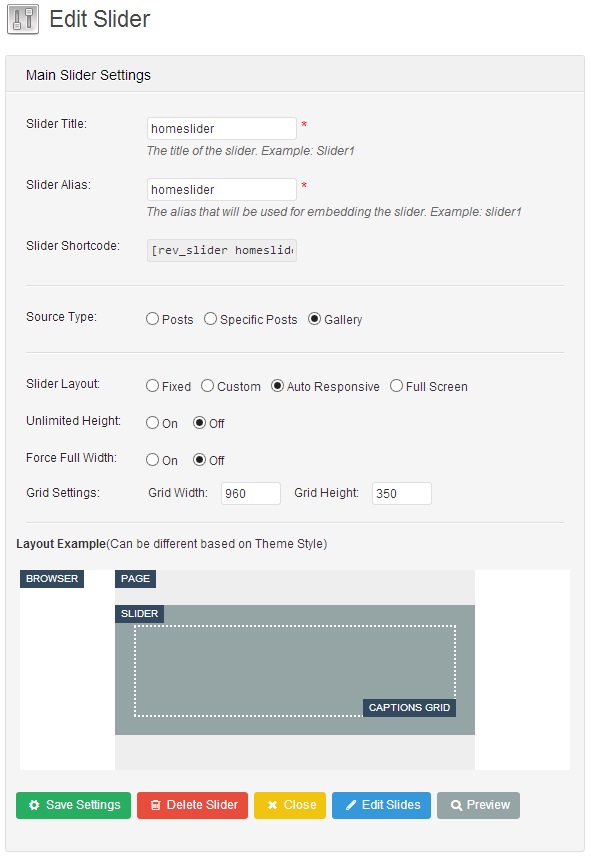 Edit Slider
Main Slider Settings
Slider Title: homeslider *
The title of the slider. Example: Slider1
Slider Alias: homeslider *
The alias that will be used for embedding the slider. Example: slider1
Slider Shortcode: [rev_slider homeslid
Source Type: Posts Specific Posts Gallery
Slider Layout: Fixed Custom Auto Responsive Full Screen
Unlimited Height: On Off
Force Full Width: On Off
Grid Settings: Grid Width: 960 Grid Height: 350
Layout Example(Can be different based on Theme Style)
BROWSER PAGE
SLIDER
CAPTIONS GRID
Save Settings Delete Slider Close Edit Slides Preview